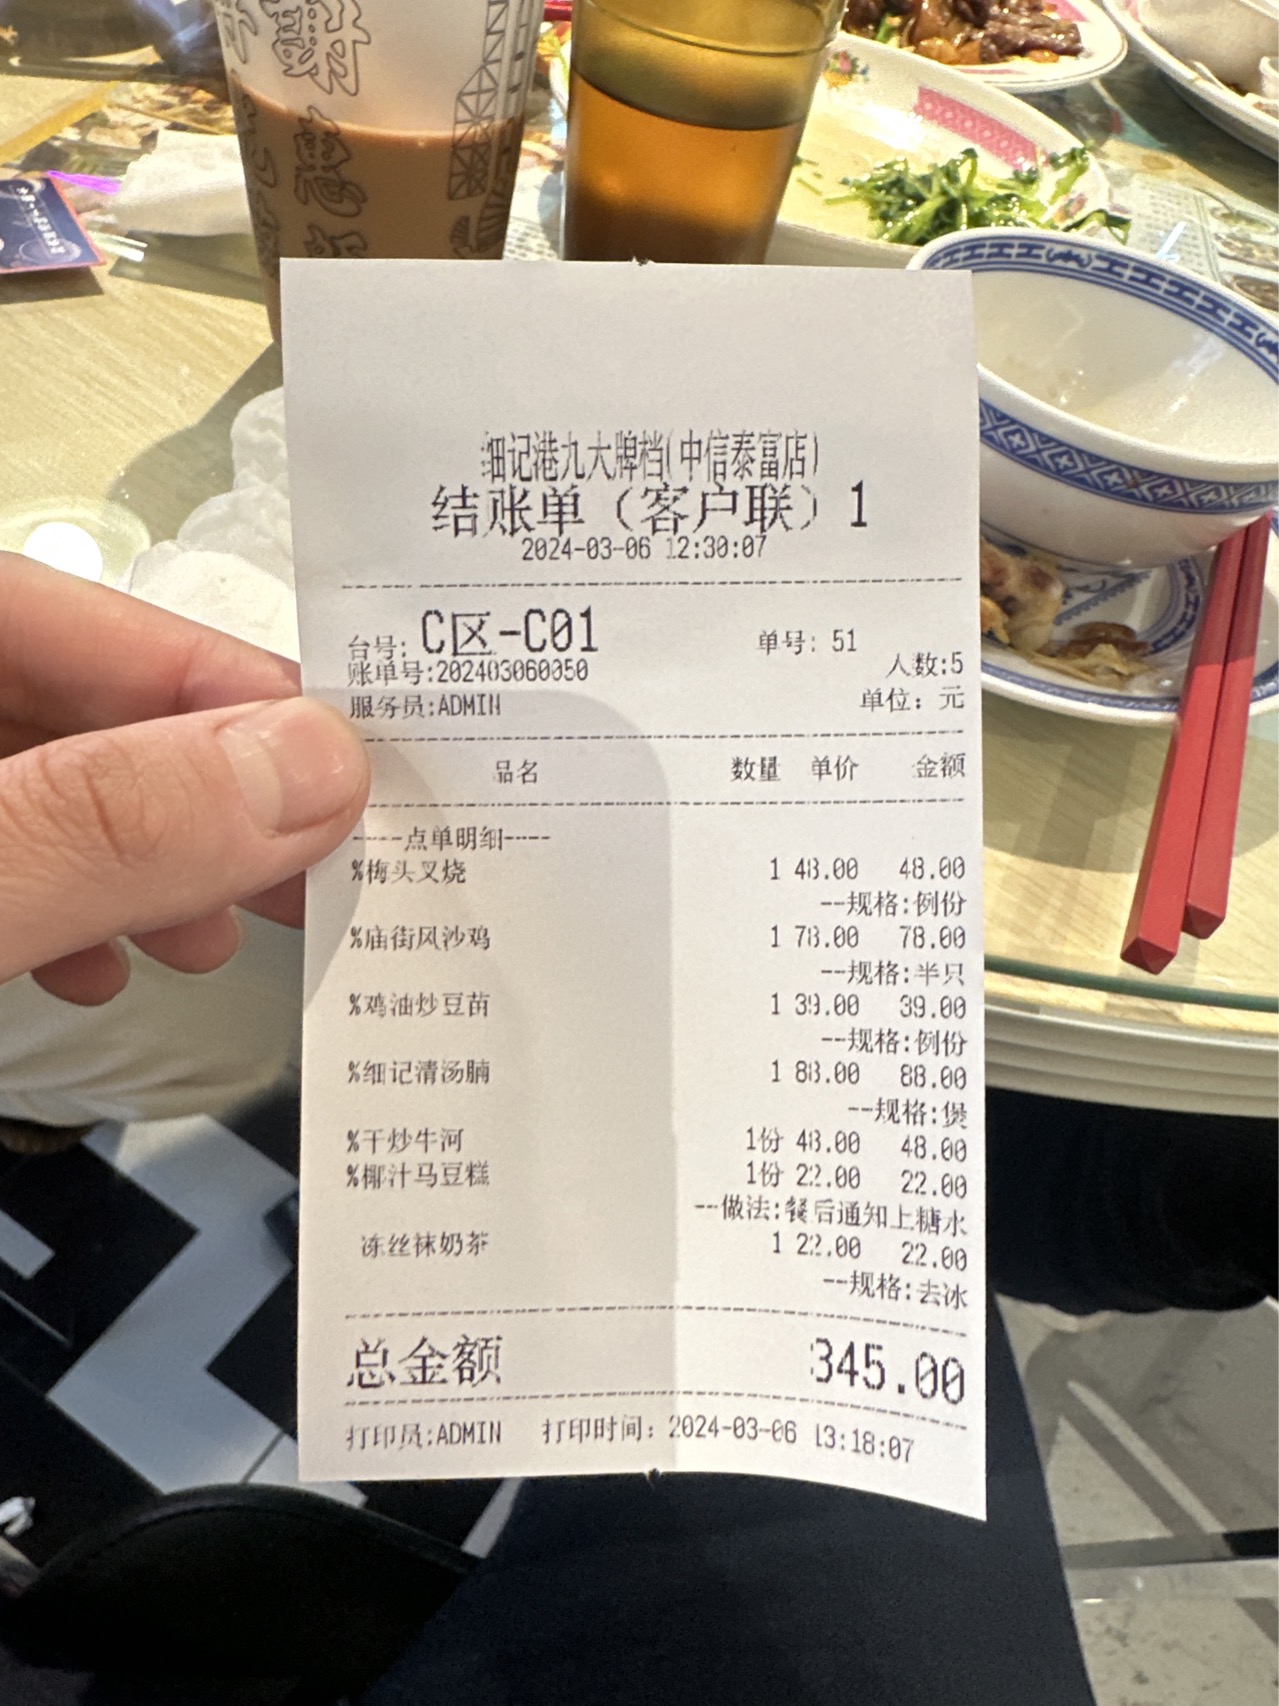 细记港九大牌档(中信泰富店)
结账单（客户联）1
2024-03-06 12:30:07
台号: C区-C01 单号: 51
账单号:202403060050 人数:5
服务员:ADMIN 单位: 元
品名 数量 单价 金额
----点单明细----
%梅头叉烧 1 48.00 48.00
--规格:例份
%庙街风沙鸡 1 78.00 78.00
--规格:半只
%鸡油炒豆苗 1 39.00 39.00
--规格:例份
%细记清汤腩 1 88.00 88.00
--规格:煲
%干炒牛河 1份 48.00 48.00
%椰汁马豆糕 1份 22.00 22.00
--做法:餐后通知上糖水
冻丝袜奶茶 1 22.00 22.00
--规格:去冰
总金额 345.00
打印员:ADMIN 打印时间: 2024-03-06 13:18:07